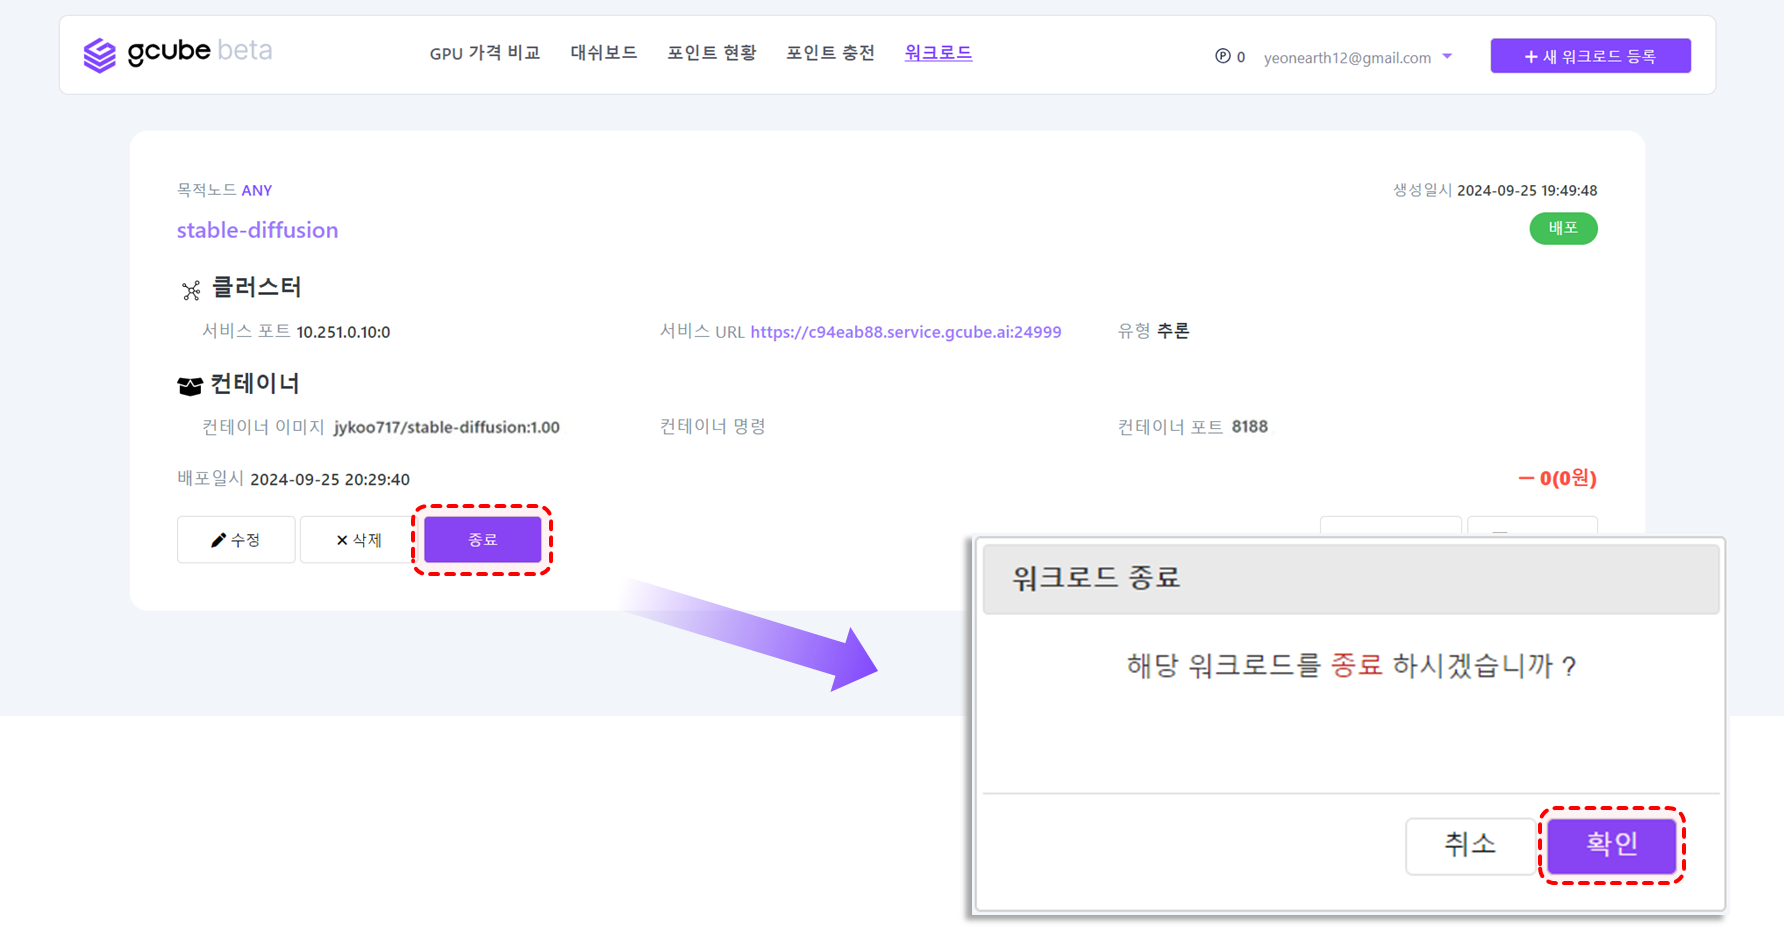 gcube beta
GPU 가격 비교 대쉬보드 포인트 현황 포인트 충전 워크로드
Ⓟ 0 yeonearth12@gmail.com
+ 새 워크로드 등록
목적노드 ANY
생성일시 2024-09-25 19:49:48
stable-diffusion
배포
클러스터
서비스 포트 10.251.0.10:0
서비스 URL https://c94eab88.service.gcube.ai:24999
유형 추론
컨테이너
컨테이너 이미지 jykoo717/stable-diffusion:1.00
컨테이너 명령
컨테이너 포트 8188
배포일시 2024-09-25 20:29:40
− 0(0원)
수정
× 삭제
종료
워크로드 종료
해당 워크로드를 종료 하시겠습니까 ?
취소
확인